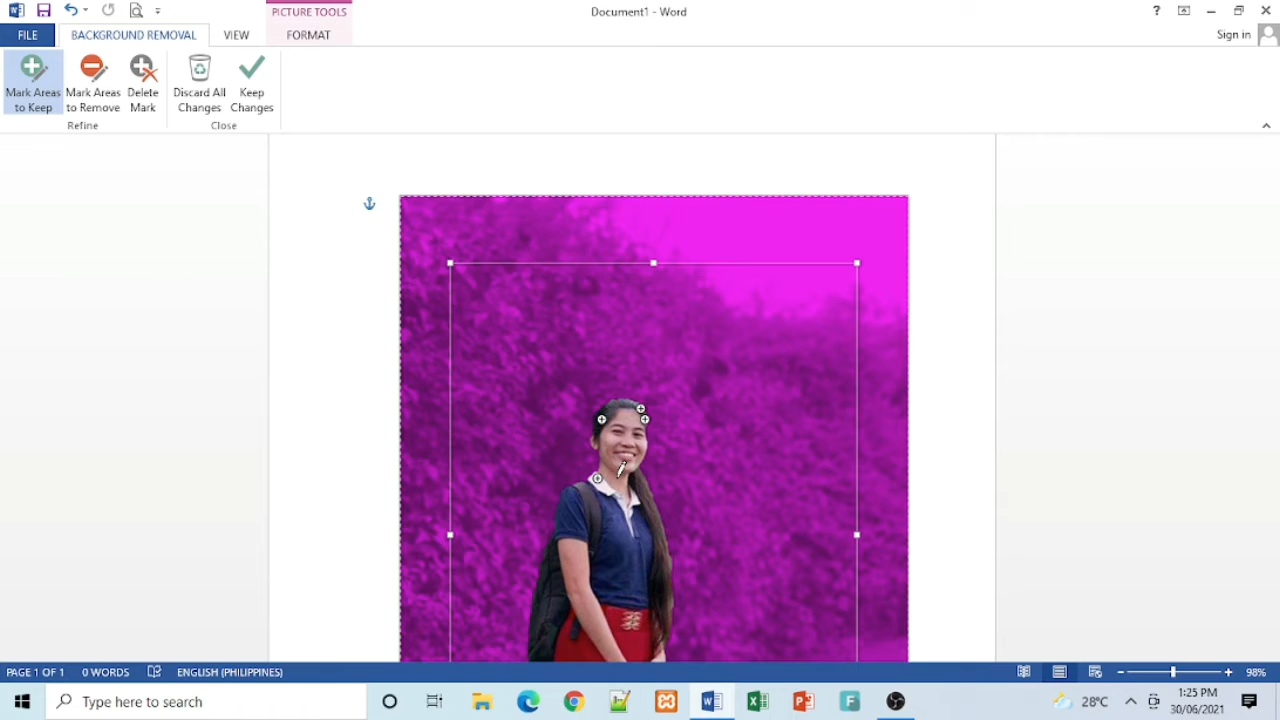 PICTURE TOOLS
Document1 - Word
FILE
BACKGROUND REMOVAL
VIEW
FORMAT
Sign in
Mark Areas
to Keep
Mark Areas
to Remove
Delete
Mark
Discard All
Changes
Keep
Changes
Refine
Close
PAGE 1 OF 1
0 WORDS
ENGLISH (PHILIPPINES)
98%
Type here to search
28°C
1:25 PM
30/06/2021